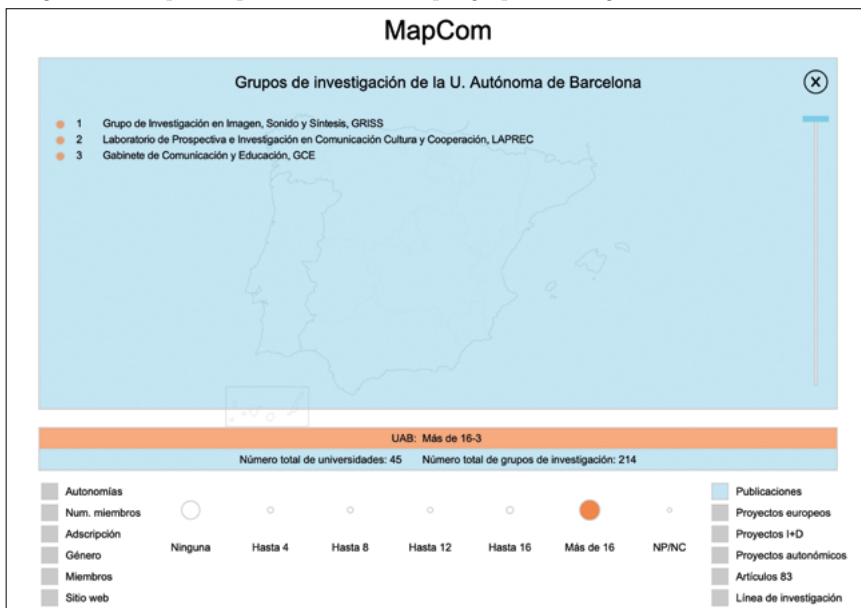 MapCom
Grupos de investigación de la U. Autónoma de Barcelona
X
1 Grupo de Investigación en Imagen, Sonido y Síntesis, GRISS
2 Laboratorio de Prospectiva e Investigación en Comunicación Cultura y Cooperación, LAPREC
3 Gabinete de Comunicación y Educación, GCE
UAB: Más de 16-3
Número total de universidades: 45 Número total de grupos de investigación: 214
Autonomías
Num. miembros
Adscripción
Género
Miembros
Sitio web
Ninguna Hasta 4 Hasta 8 Hasta 12 Hasta 16 Más de 16 NP/NC
Publicaciones
Proyectos europeos
Proyectos I+D
Proyectos autonómicos
Artículos 83
Línea de investigación